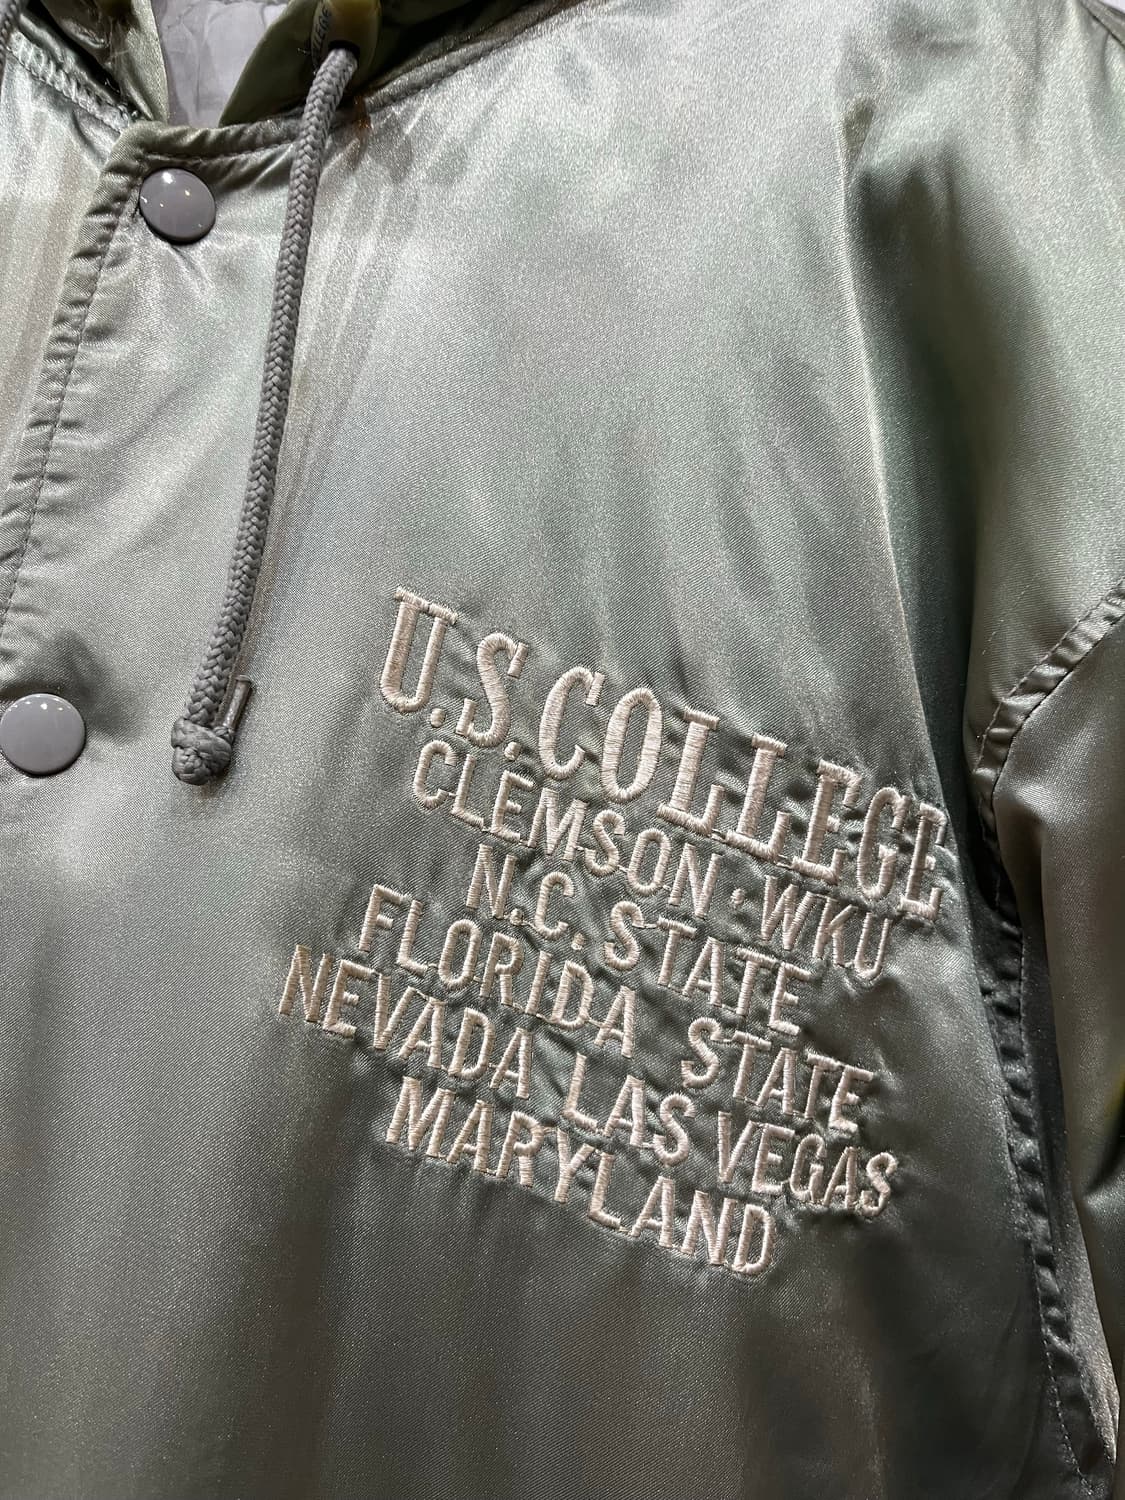 U.S.COLLEGE
CLEMSON·WKU
N.C. STATE
FLORIDA STATE
NEVADA LAS VEGAS
MARYLAND